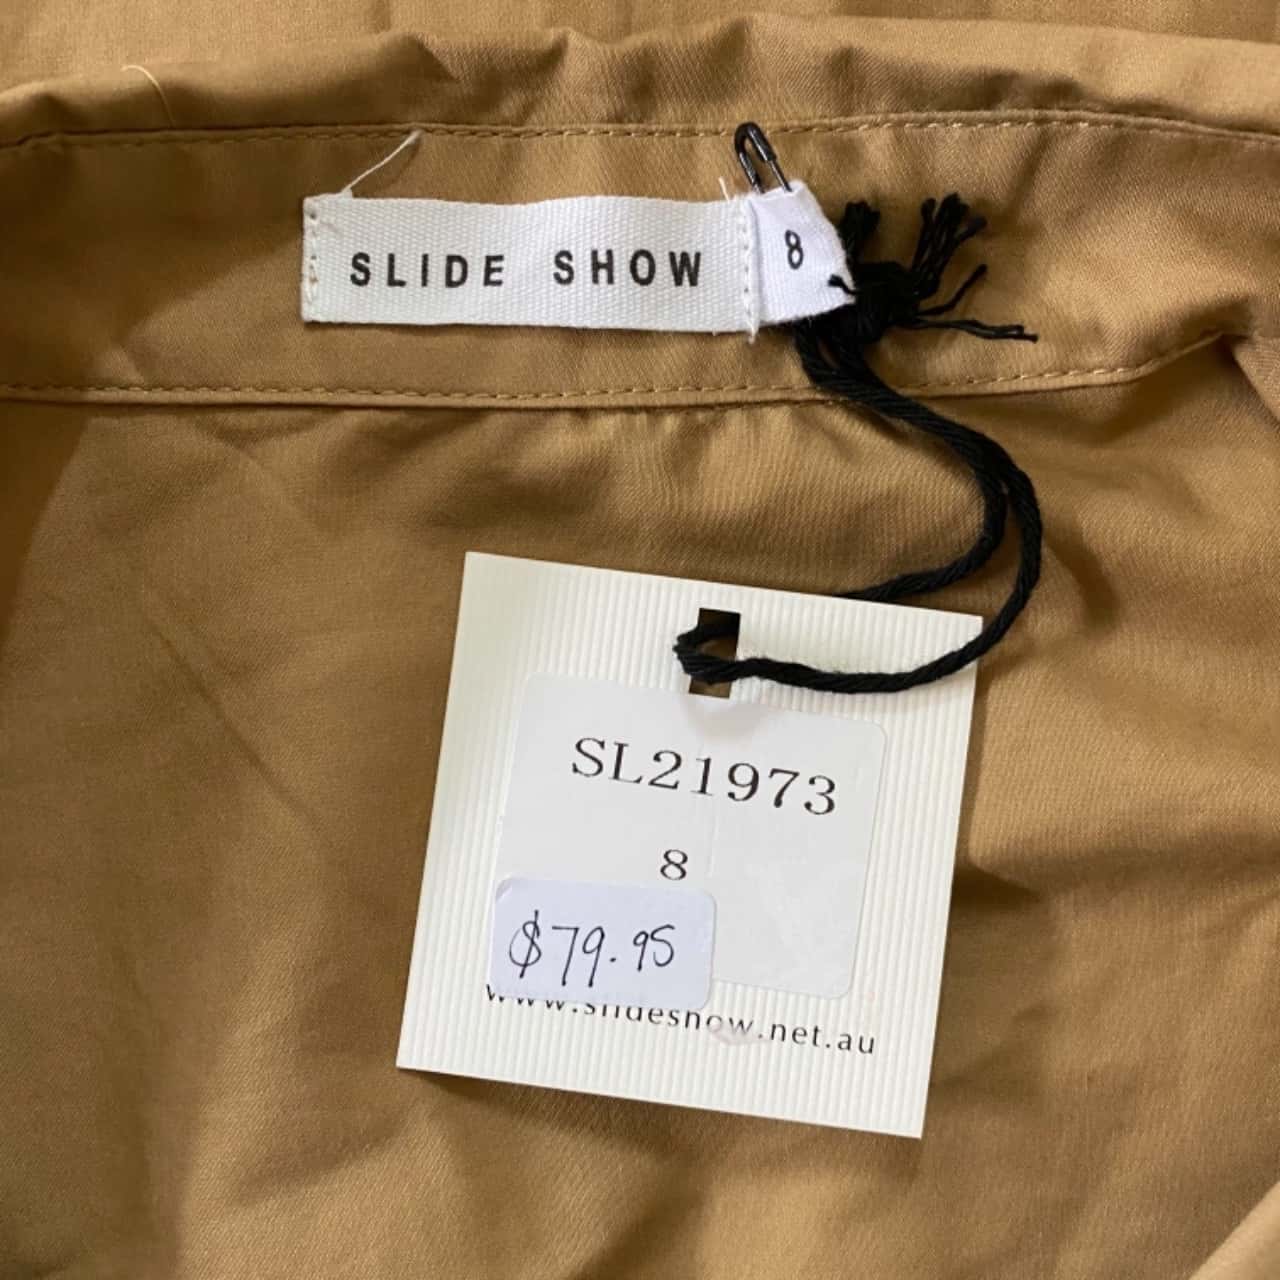 SLIDE SHOW
8
SL21973
8
$79.95
www.slideshow.net.au